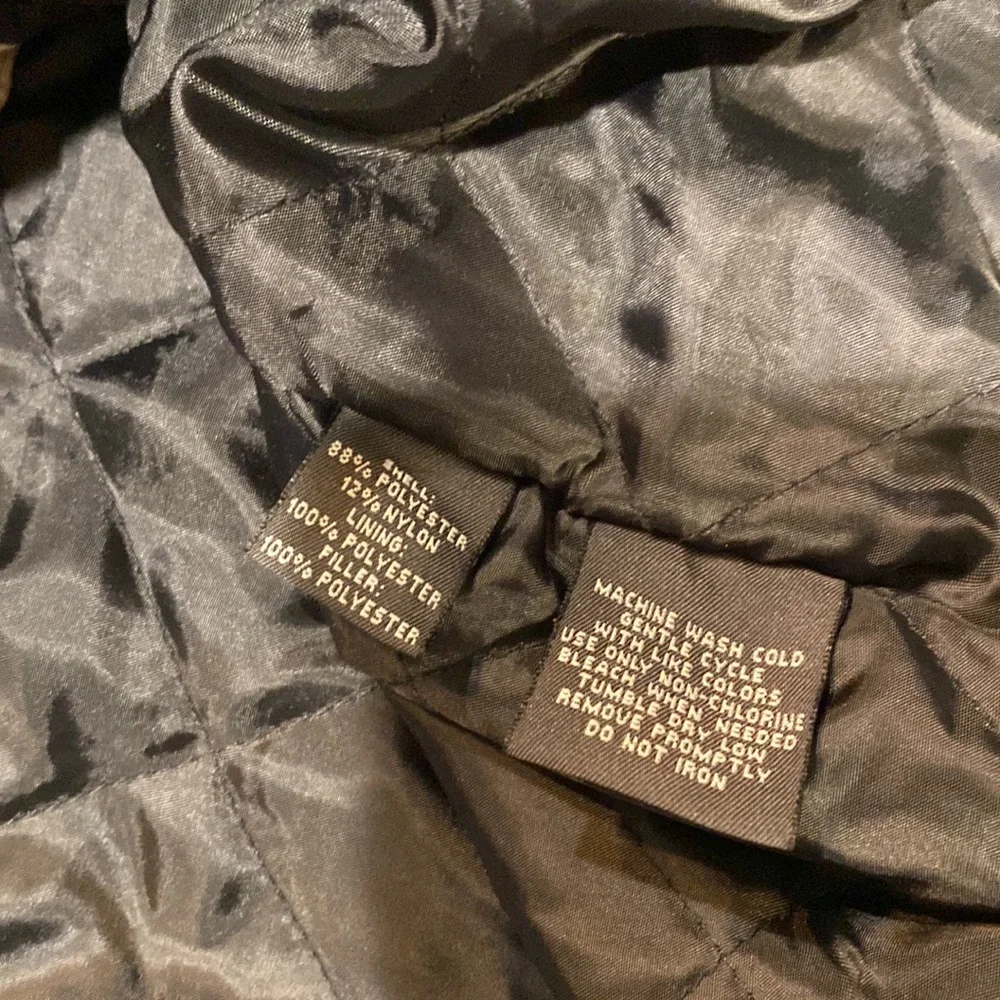 SHELL:
88% POLYESTER
12% NYLON
LINING:
100% POLYESTER
FILLER:
100% POLYESTER
MACHINE WASH COLD
GENTLE CYCLE
WITH LIKE COLORS
USE ONLY NON-CHLORINE
BLEACH WHEN NEEDED
TUMBLE DRY LOW
REMOVE PROMPTLY
DO NOT IRON